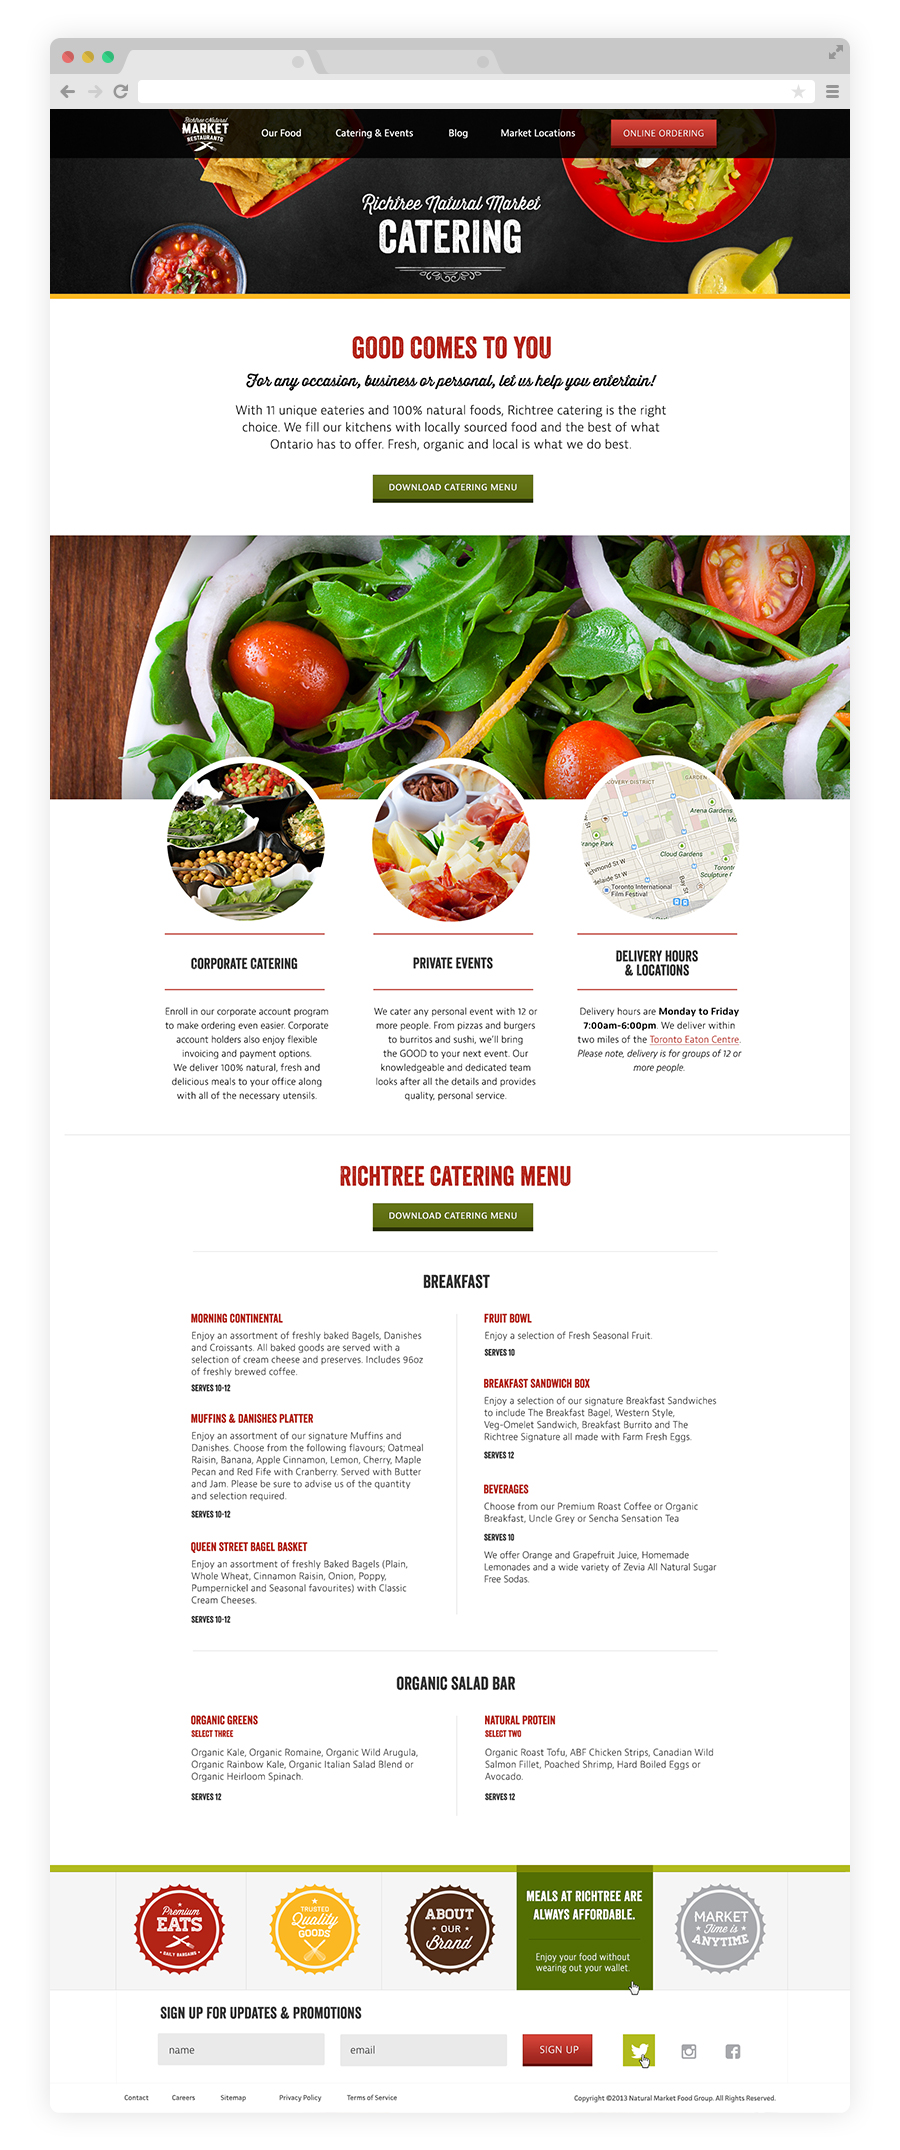 Richtree Natural
MARKET
RESTAURANTS
Our Food
Catering & Events
Blog
Market Locations
ONLINE ORDERING
Richtree Natural Market
CATERING
GOOD COMES TO YOU
For any occasion, business or personal, let us help you entertain!
With 11 unique eateries and 100% natural foods, Richtree catering is the right
choice. We fill our kitchens with locally sourced food and the best of what
Ontario has to offer. Fresh, organic and local is what we do best.
DOWNLOAD CATERING MENU
COVERY DISTRICT
GARDEN
Arena Gardens
Mo
St
range Park
Cloud Gardens
Toronto
Sculpture
chmond St W
delaide St W
Bay St
Toronto International
Film Festival
CORPORATE CATERING
Enroll in our corporate account program
to make ordering even easier. Corporate
account holders also enjoy flexible
invoicing and payment options.
We deliver 100% natural, fresh and
delicious meals to your office along
with all of the necessary utensils.
PRIVATE EVENTS
We cater any personal event with 12 or
more people. From pizzas and burgers
to burritos and sushi, we'll bring
the GOOD to your next event. Our
knowledgeable and dedicated team
looks after all the details and provides
quality, personal service.
DELIVERY HOURS
& LOCATIONS
Delivery hours are Monday to Friday
7:00am-6:00pm. We deliver within
two miles of the Toronto Eaton Centre.
Please note, delivery is for groups of 12 or
more people.
RICHTREE CATERING MENU
DOWNLOAD CATERING MENU
BREAKFAST
MORNING CONTINENTAL
Enjoy an assortment of freshly baked Bagels, Danishes
and Croissants. All baked goods are served with a
selection of cream cheese and preserves. Includes 96oz
of freshly brewed coffee.
SERVES 10-12
MUFFINS & DANISHES PLATTER
Enjoy an assortment of our signature Muffins and
Danishes. Choose from the following flavours; Oatmeal
Raisin, Banana, Apple Cinnamon, Lemon, Cherry, Maple
Pecan and Red Fife with Cranberry. Served with Butter
and Jam. Please be sure to advise us of the quantity
and selection required.
SERVES 10-12
QUEEN STREET BAGEL BASKET
Enjoy an assortment of freshly Baked Bagels (Plain,
Whole Wheat, Cinnamon Raisin, Onion, Poppy,
Pumpernickel and Seasonal favourites) with Classic
Cream Cheeses.
SERVES 10-12
FRUIT BOWL
Enjoy a selection of Fresh Seasonal Fruit.
SERVES 10
BREAKFAST SANDWICH BOX
Enjoy a selection of our signature Breakfast Sandwiches
to include The Breakfast Bagel, Western Style,
Veg-Omelet Sandwich, Breakfast Burrito and The
Richtree Signature all made with Farm Fresh Eggs.
SERVES 12
BEVERAGES
Choose from our Premium Roast Coffee or Organic
Breakfast, Uncle Grey or Sencha Sensation Tea
SERVES 10
We offer Orange and Grapefruit Juice, Homemade
Lemonades and a wide variety of Zevia All Natural Sugar
Free Sodas.
ORGANIC SALAD BAR
ORGANIC GREENS
SELECT THREE
Organic Kale, Organic Romaine, Organic Wild Arugula,
Organic Rainbow Kale, Organic Italian Salad Blend or
Organic Heirloom Spinach.
SERVES 12
NATURAL PROTEIN
SELECT TWO
Organic Roast Tofu, ABF Chicken Strips, Canadian Wild
Salmon Fillet, Poached Shrimp, Hard Boiled Eggs or
Avocado.
SERVES 12
Premium
EATS
DAILY BARGAINS
TRUSTED
Quality
GOODS
ABOUT
OUR
Brand
MEALS AT RICHTREE ARE
ALWAYS AFFORDABLE.
Enjoy your food without
wearing out your wallet.
MARKET
Time is
ANYTIME
SIGN UP FOR UPDATES & PROMOTIONS
name
email
SIGN UP
Contact
Careers
Sitemap
Privacy Policy
Terms of Service
Copyright ©2013 Natural Market Food Group. All Rights Reserved.